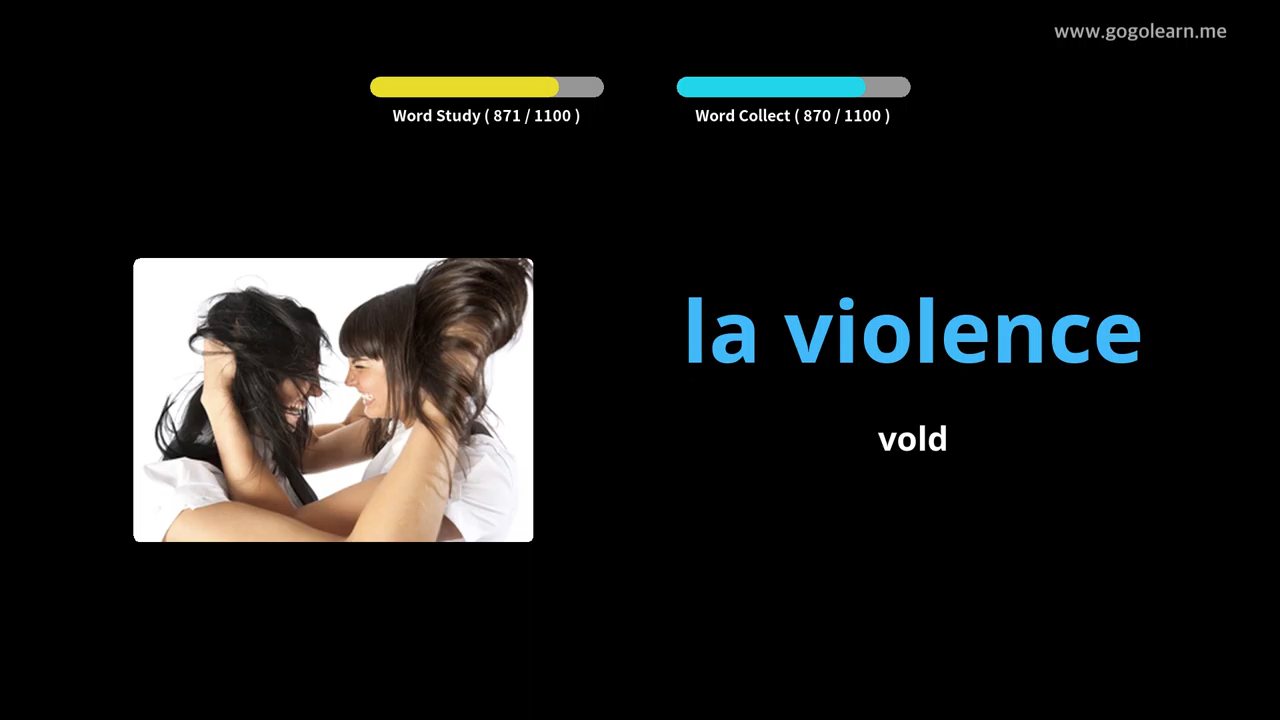 www.gogolearn.me
Word Study ( 871 / 1100 )
Word Collect ( 870 / 1100 )
la violence
vold